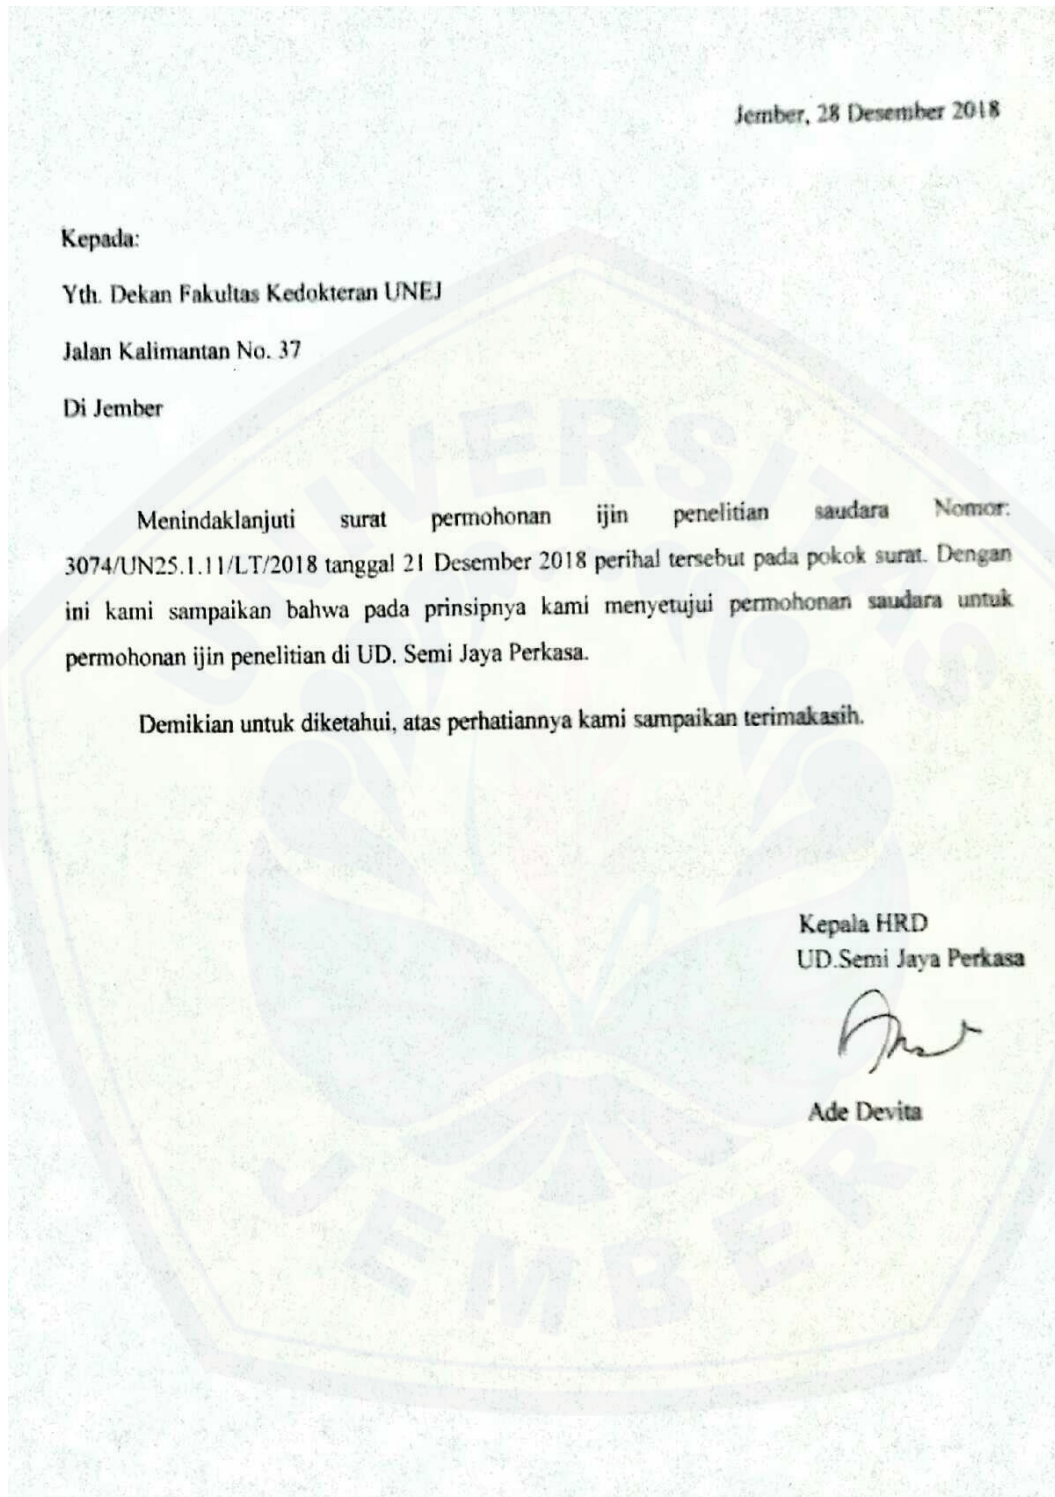 Jember, 28 Desember 2018
Kepada:
Yth. Dekan Fakultas Kedokteran UNEJ
Jalan Kalimantan No. 37
Di Jember
Menindaklanjuti surat permohonan ijin penelitian saudara Nomor:
3074/UN25.1.11/LT/2018 tanggal 21 Desember 2018 perihal tersebut pada pokok surat. Dengan
ini kami sampaikan bahwa pada prinsipnya kami menyetujui permohonan saudara untuk
permohonan ijin penelitian di UD. Semi Jaya Perkasa.
Demikian untuk diketahui, atas perhatiannya kami sampaikan terimakasih.
Kepala HRD
UD.Semi Jaya Perkasa
Ade Devita
UNIVERSITAS
JEMBER